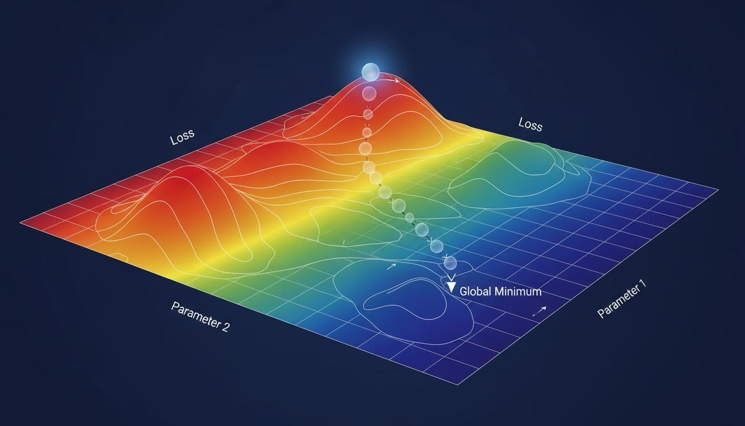 Loss
Loss
Global Minimum
Parameter 2
Parameter 1